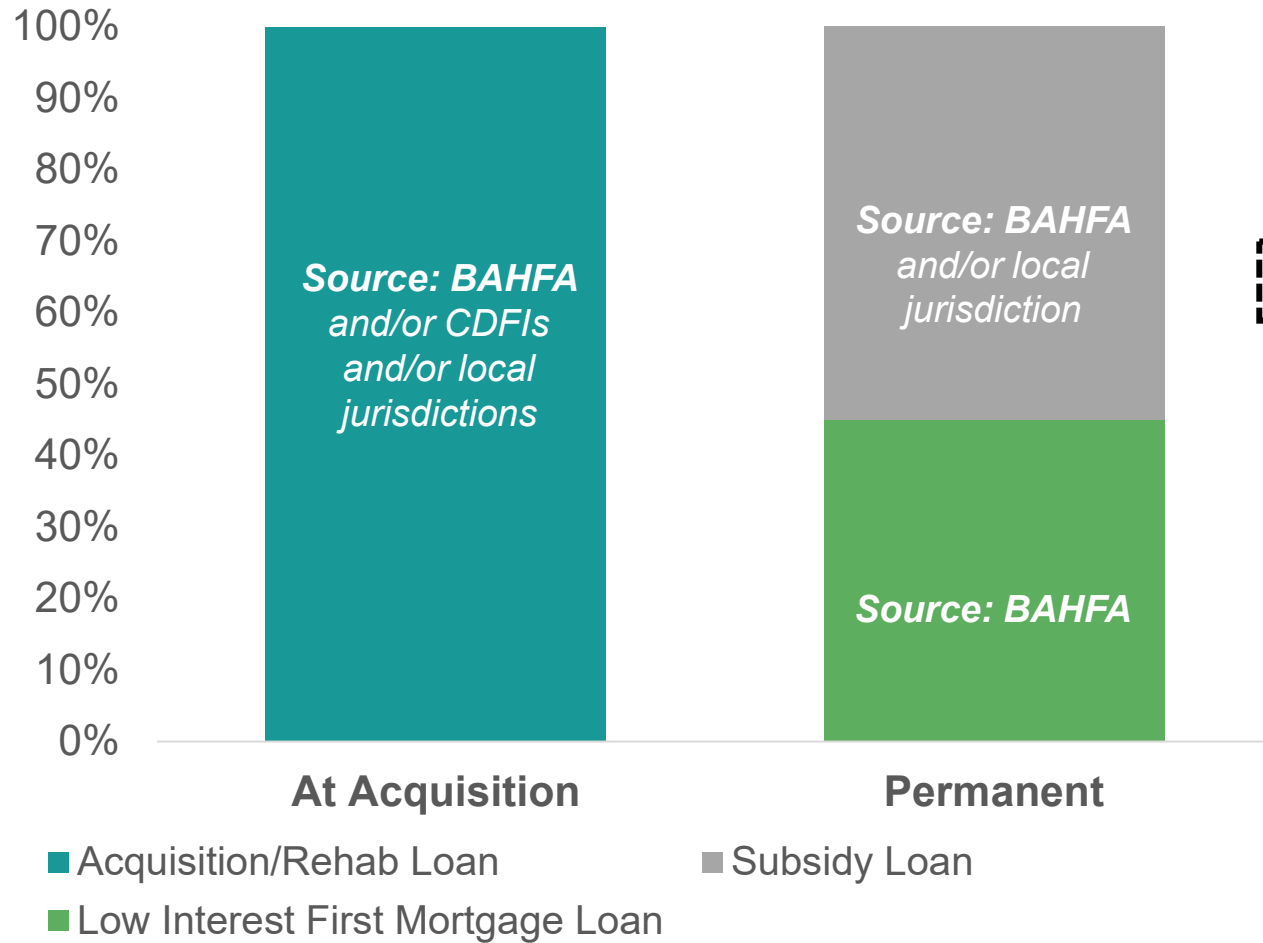 100%
90%
80%
70%
60%
50%
40%
30%
20%
10%
0%
Source: BAHFA
and/or CDFIs
and/or local
jurisdictions
Source: BAHFA
and/or local
jurisdiction
Source: BAHFA
At Acquisition
Permanent
Acquisition/Rehab Loan
Subsidy Loan
Low Interest First Mortgage Loan